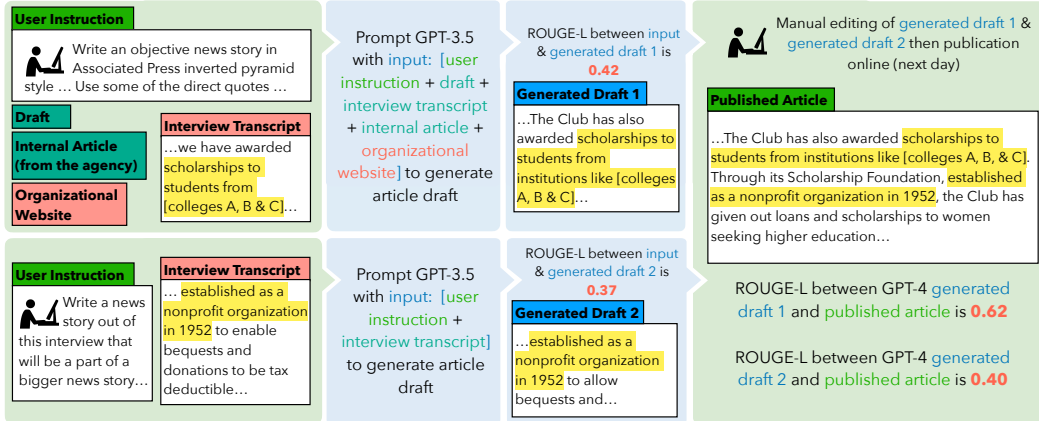 User Instruction
Write an objective news story in
Associated Press inverted pyramid
style ... Use some of the direct quotes ...
Draft
Internal Article
(from the agency)
Organizational
Website
Interview Transcript
...we have awarded
scholarships to
students from
[colleges A, B & C]...
Prompt GPT-3.5
with input: [user
instruction + draft +
interview transcript
+ internal article +
organizational
website] to generate
article draft
ROUGE-L between input
& generated draft 1 is
0.42
Generated Draft 1
...The Club has also
awarded scholarships to
students from
institutions like [colleges
A, B, & C]...
Manual editing of generated draft 1 &
generated draft 2 then publication
online (next day)
Published Article
...The Club has also awarded scholarships to
students from institutions like [colleges A, B, & C].
Through its Scholarship Foundation, established
as a nonprofit organization in 1952, the Club has
given out loans and scholarships to women
seeking higher education...
User Instruction
Write a news
story out of
this interview that
will be a part of a
bigger news story...
Interview Transcript
... established as a
nonprofit organization
in 1952 to enable
bequests and
donations to be tax
deductible...
Prompt GPT-3.5
with input: [user
instruction +
interview transcript]
to generate article
draft
ROUGE-L between input
& generated draft 2 is
0.37
Generated Draft 2
...established as a
nonprofit organization
in 1952 to allow
bequests and...
ROUGE-L between GPT-4 generated
draft 1 and published article is 0.62
ROUGE-L between GPT-4 generated
draft 2 and published article is 0.40